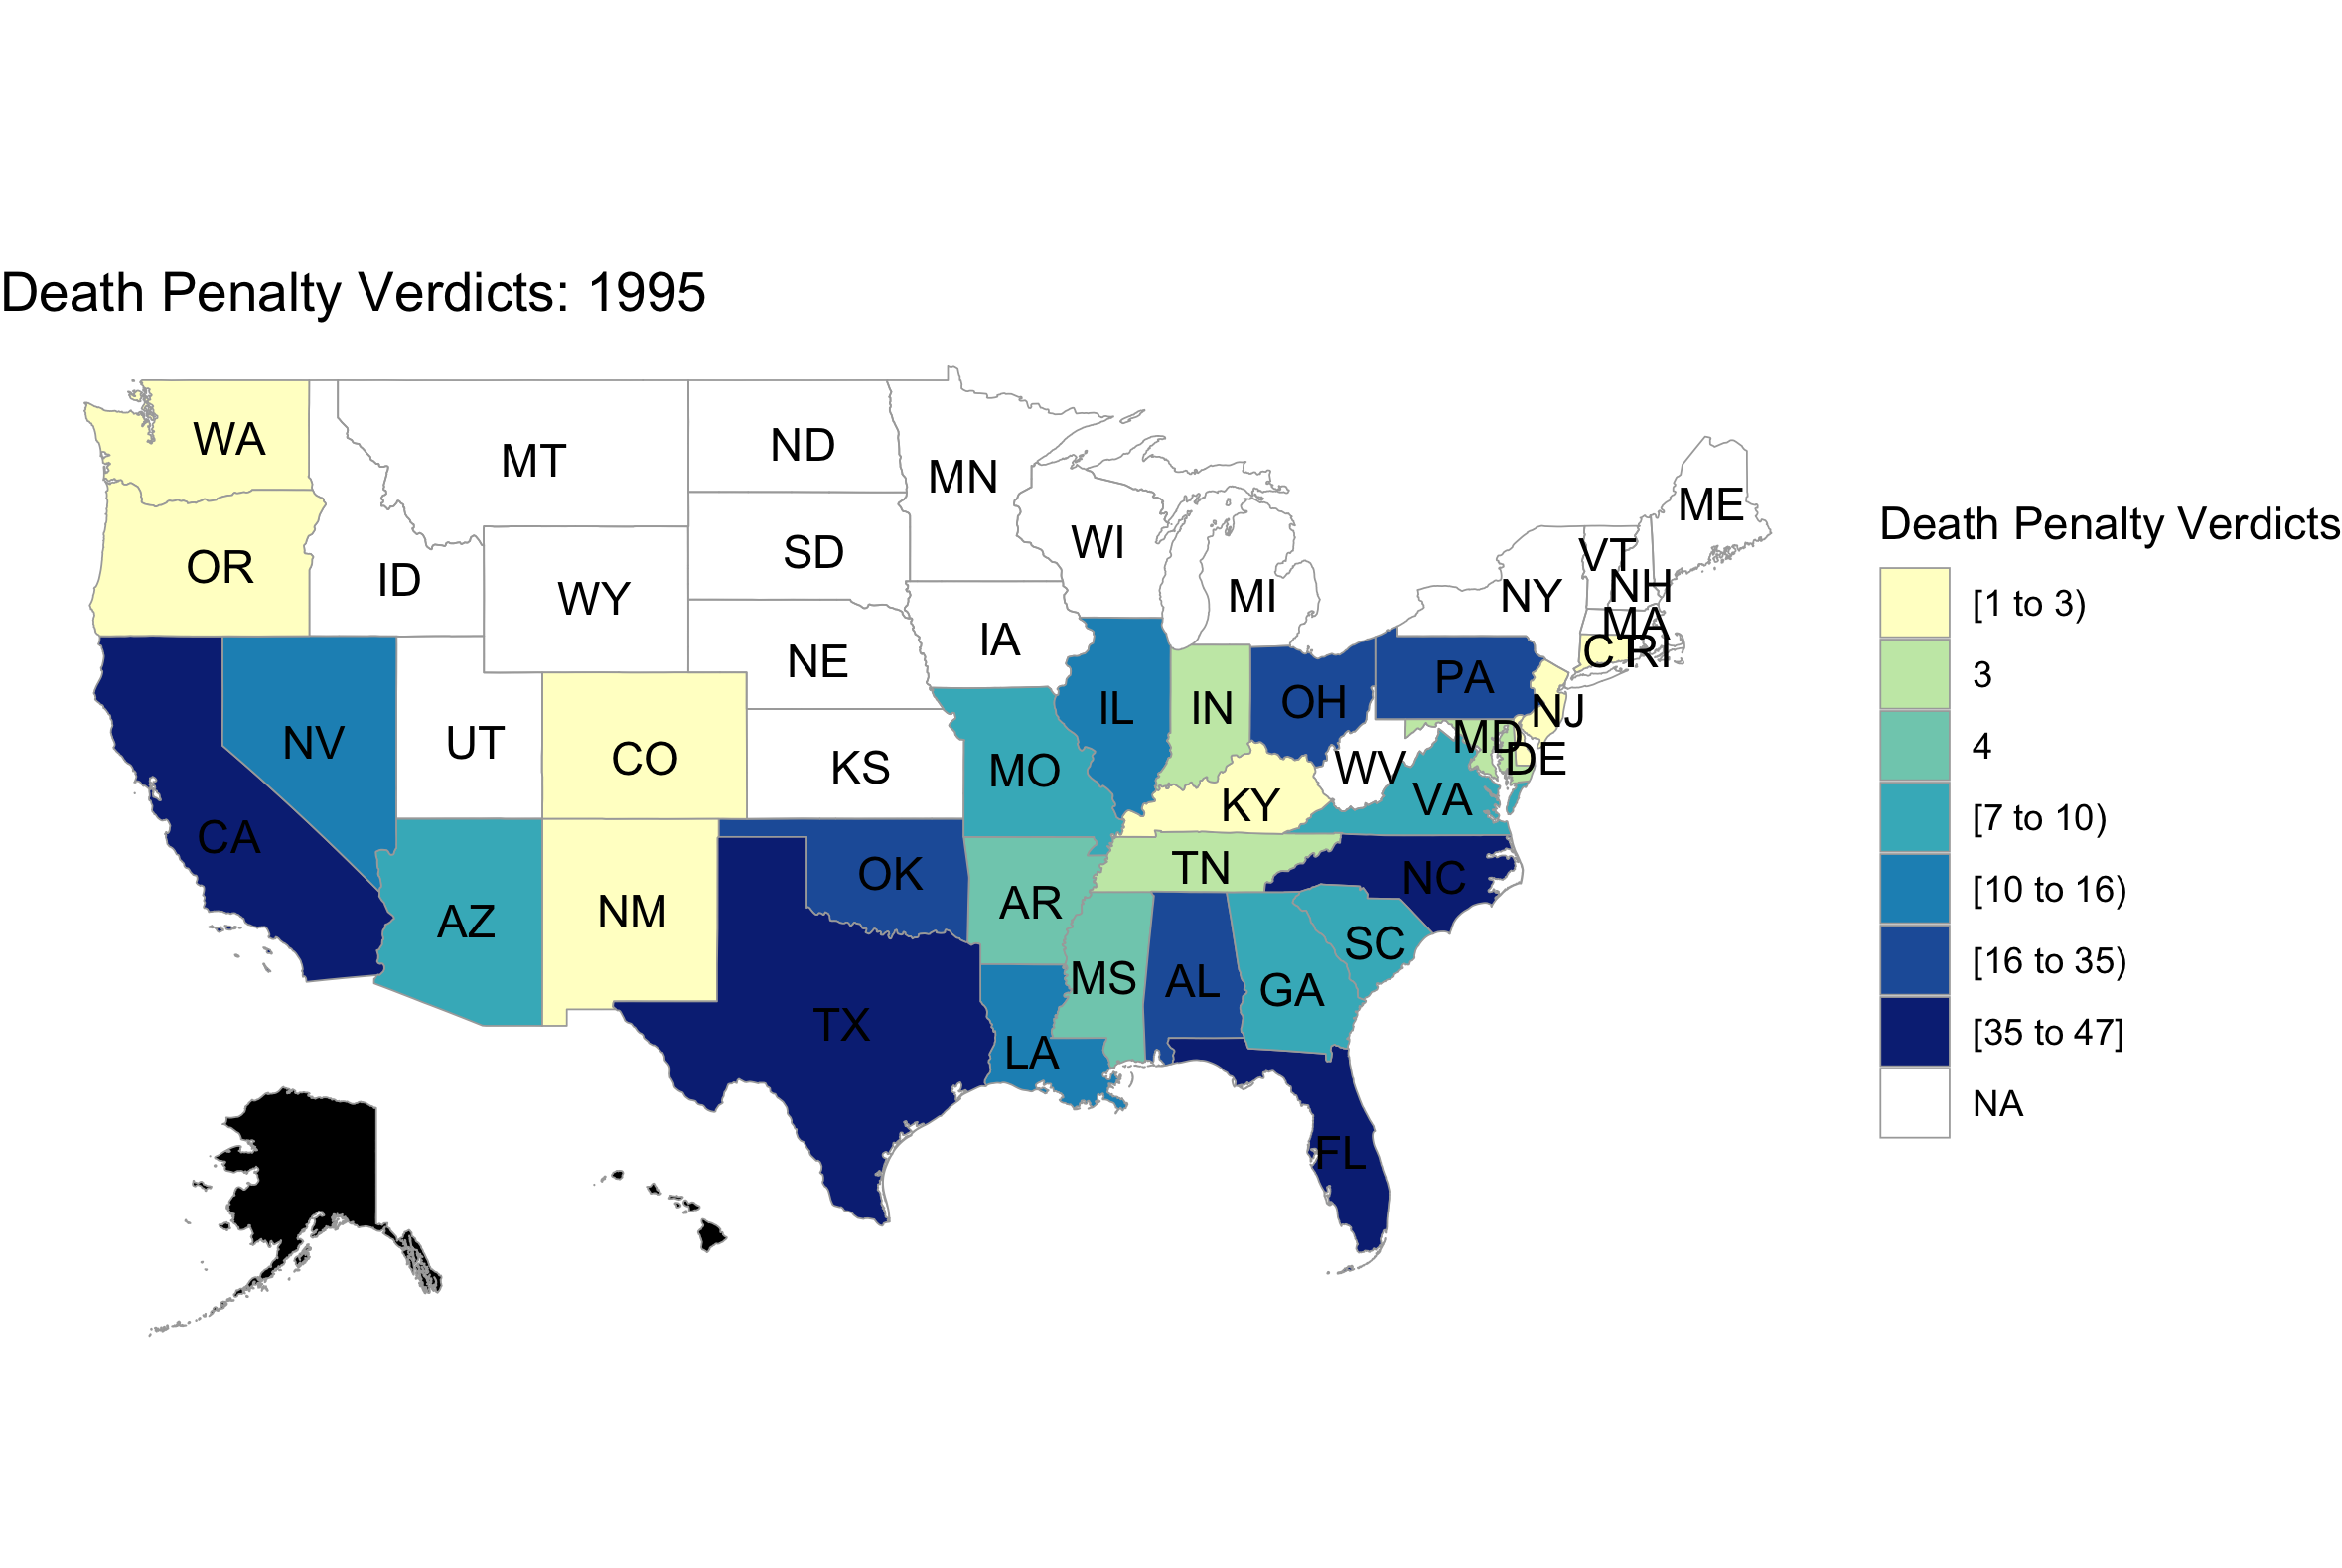 Death Penalty Verdicts: 1995
WA
MT
ND
MN
ME
OR
ID
WY
SD
WI
MI
NY
VT
NH
MA
CT
RI
NE
IA
PA
NJ
NV
UT
CO
KS
MO
IL
IN
OH
MD
DE
WV
VA
KY
CA
AZ
NM
OK
AR
TN
NC
SC
MS
AL
GA
TX
LA
FL
Death Penalty Verdicts
[1 to 3)
3
4
[7 to 10)
[10 to 16)
[16 to 35)
[35 to 47]
NA